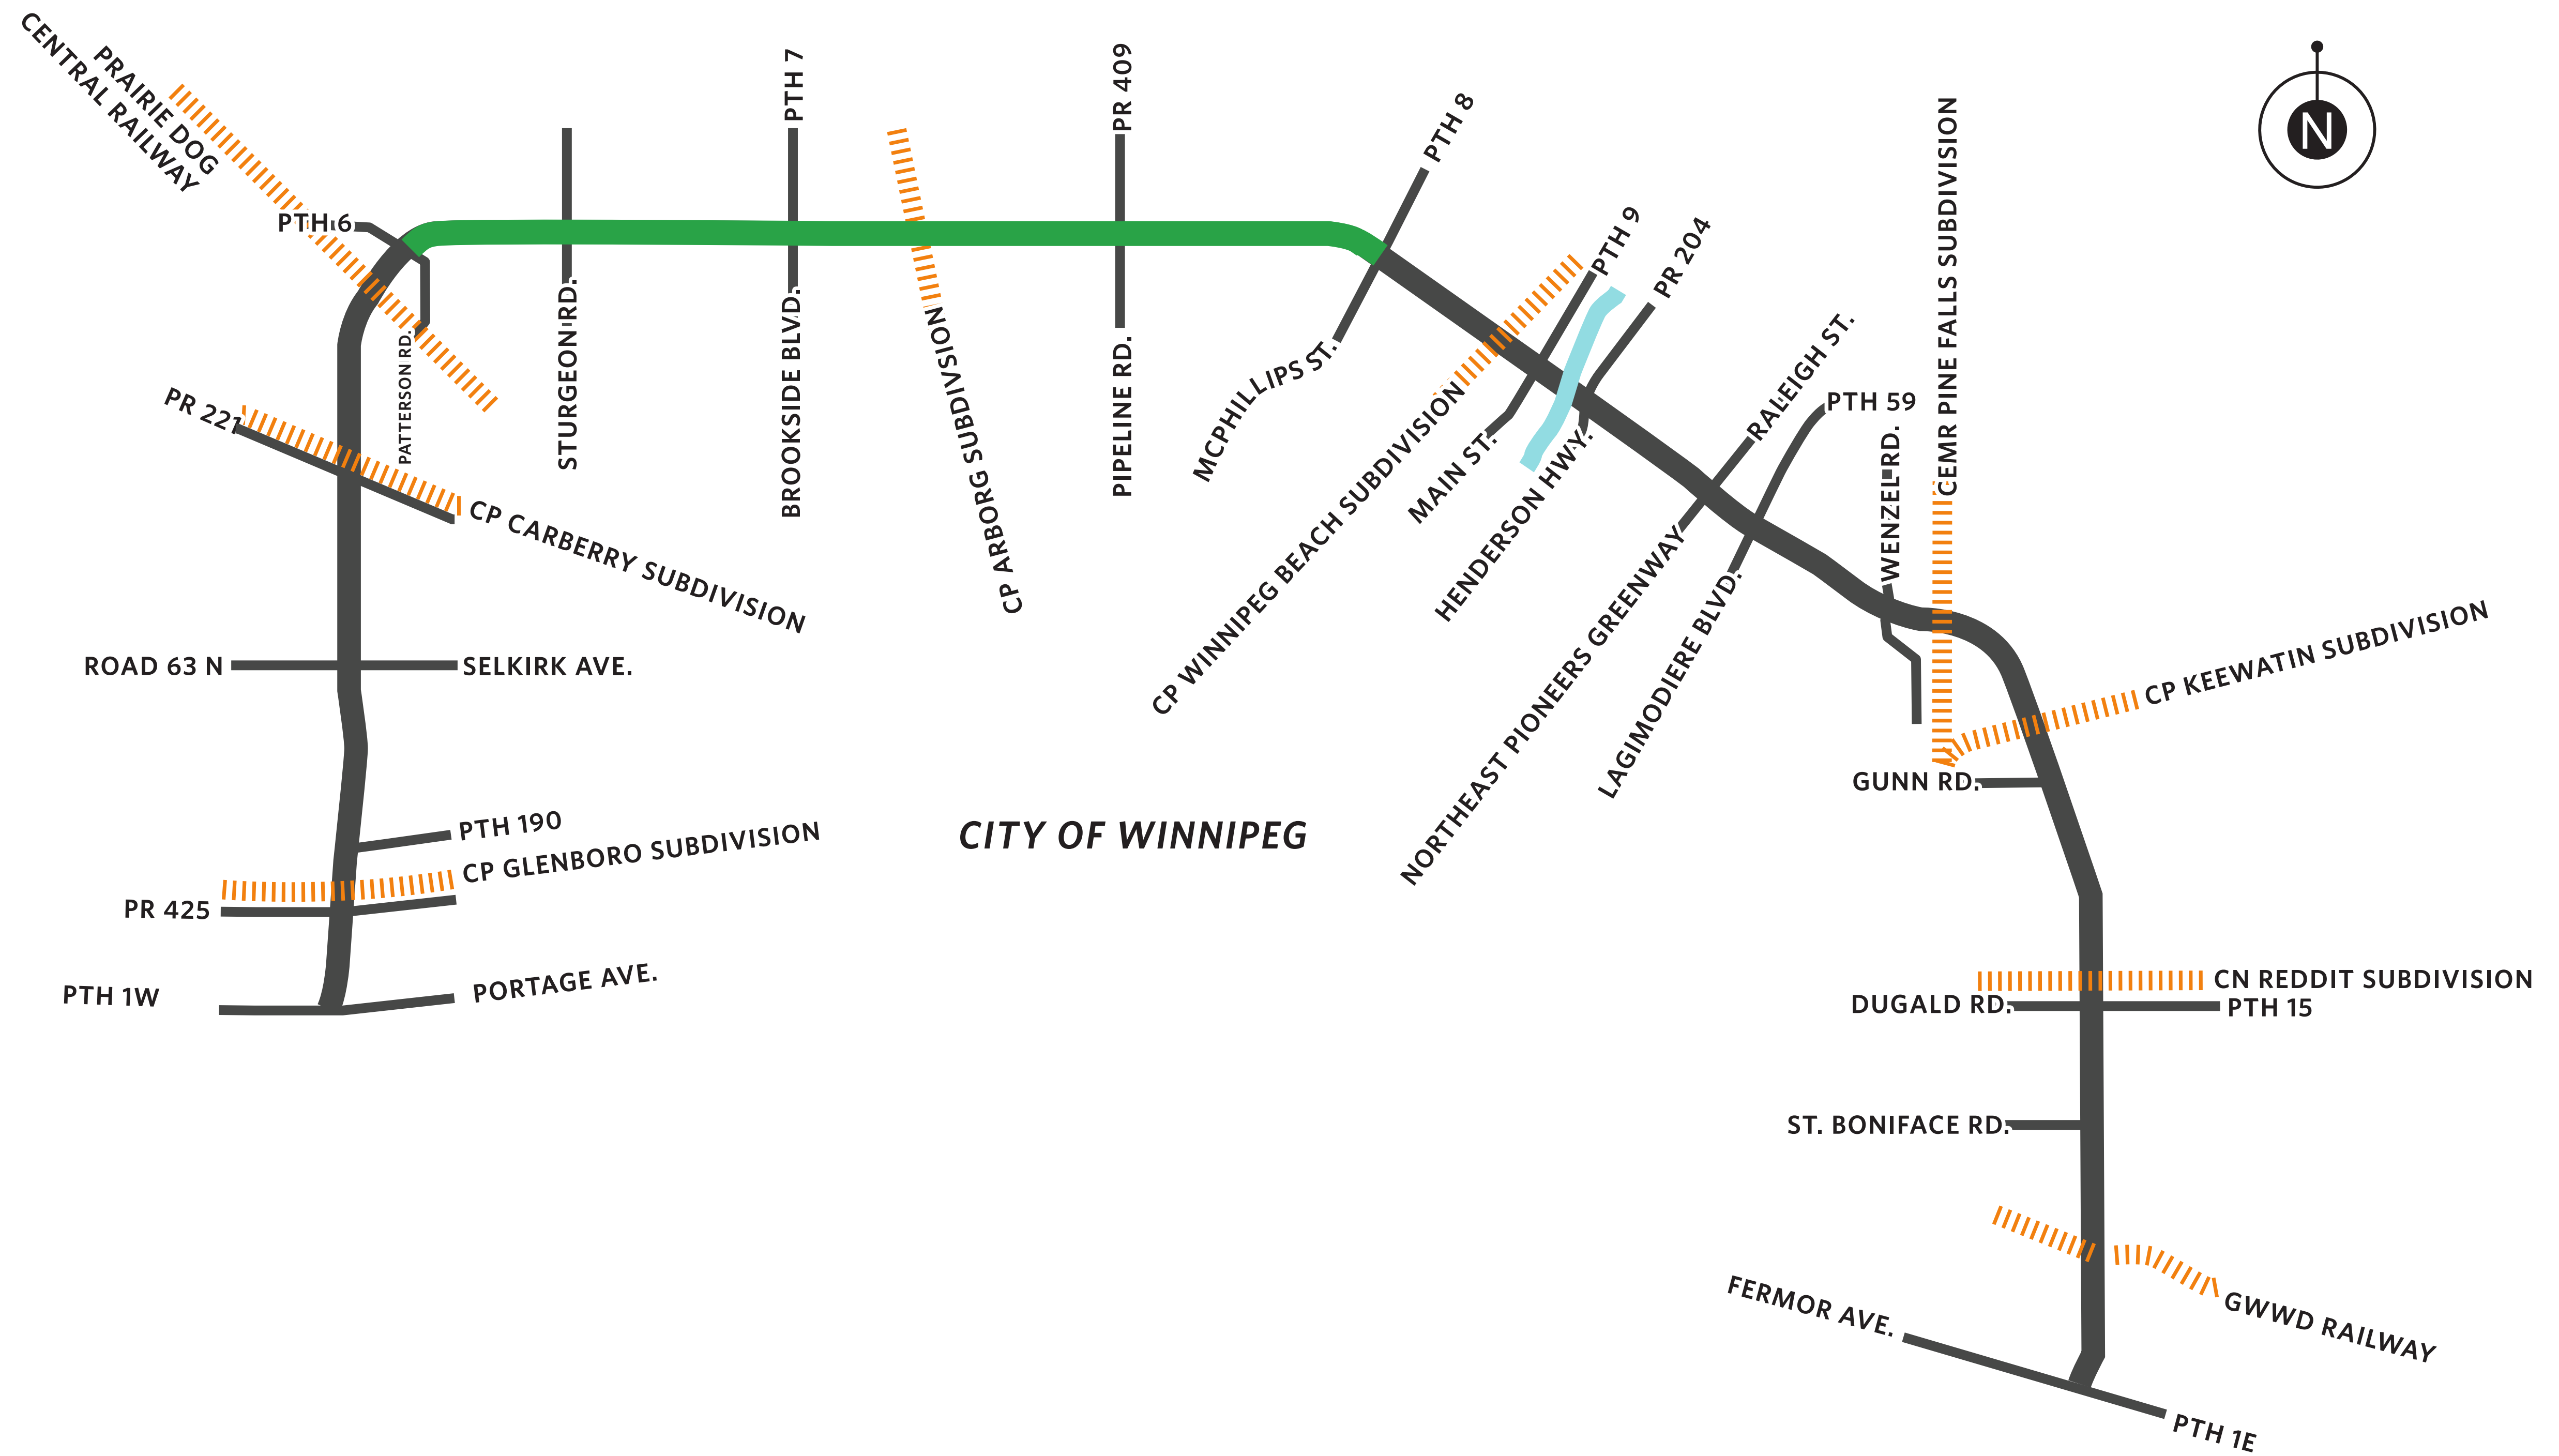 CENTRAL RAILWAY
PRAIRIE DOG
PTH 6
PATTERSON RD.
STURGEON RD.
PTH 7
BROOKSIDE BLVD.
CP ARBORG SUBDIVSION
PR 409
PIPELINE RD.
PTH 8
MCPHILLIPS ST.
CP WINNIPEG BEACH SUBDIVISION
PTH 9
MAIN ST.
PR 204
HENDERSON HWY.
RALEIGH ST.
NORTHEAST PIONEERS GREENWAY
PTH 59
LAGIMODIERE BLVD.
WENZEL RD.
CEMR PINE FALLS SUBDIVISION
N
PR 221
CP CARBERRY SUBDIVISION
ROAD 63 N
SELKIRK AVE.
CP KEEWATIN SUBDIVISION
GUNN RD.
PTH 190
CP GLENBORO SUBDIVISION
CITY OF WINNIPEG
PR 425
PTH 1W
PORTAGE AVE.
CN REDDIT SUBDIVISION
DUGALD RD.
PTH 15
ST. BONIFACE RD.
GWWD RAILWAY
FERMOR AVE.
PTH 1E